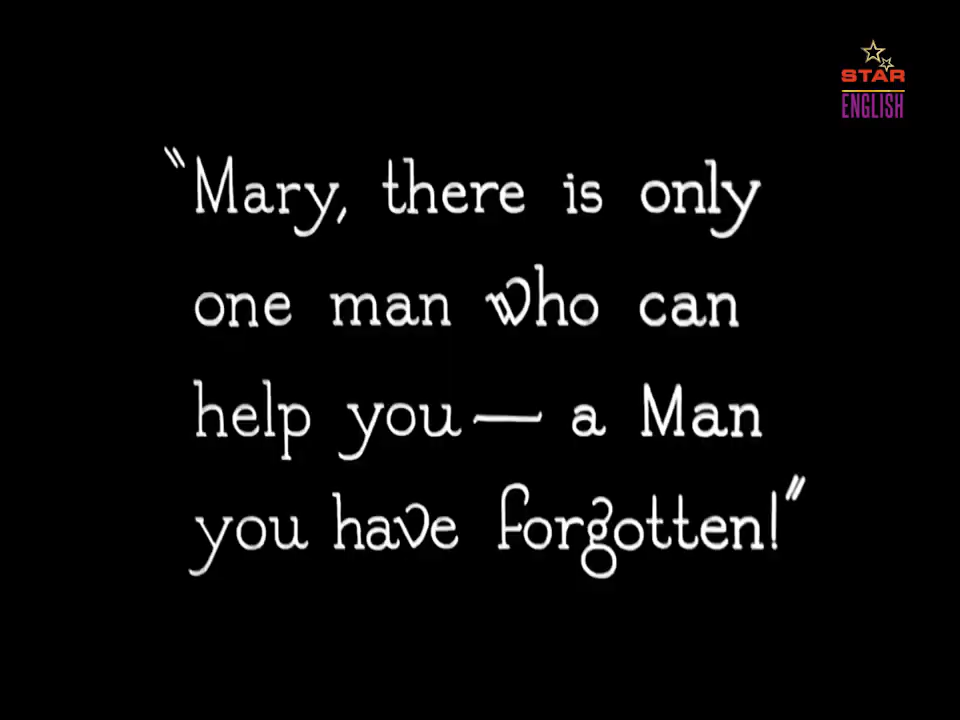 STAR
ENGLISH
"Mary, there is only
one man who can
help you — a Man
you have forgotten!"